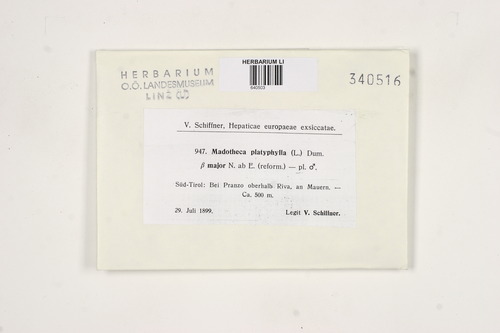 HERBARIUM
O.Ö. LANDESMUSEUM
LINZ
HERBARIUM LI
340516
V. Schiffner, Hepaticae europaeae exsiccatae.
947. Madotheca platyphylla (L.) Dum.
β major N. ab E. (reform.) — pl. ♂.
Süd-Tirol: Bei Pranzo oberhalb Riva, an Mauern. —
Ca. 500 m.
29. Juli 1899. Legit V. Schiffner.